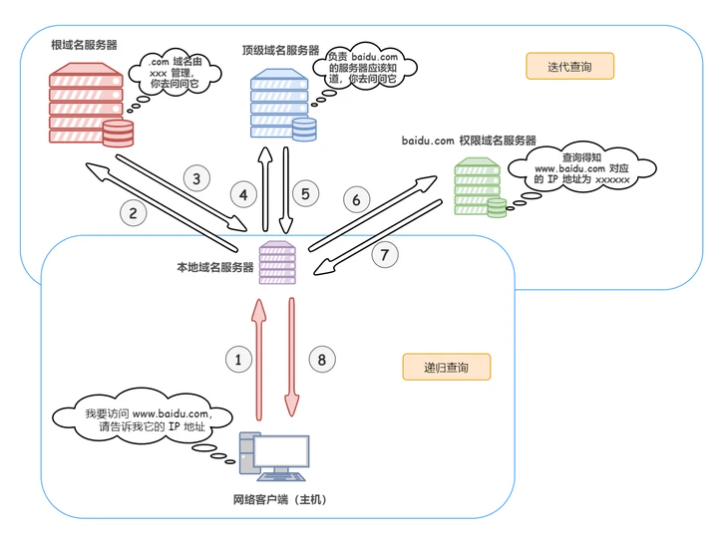 根域名服务器
.com 域名由
xxx 管理，
你去问问它
顶级域名服务器
负责 baidu.com
的服务器应该知
道，你去问问它
迭代查询
baidu.com 权限域名服务器
查询得知
www.baidu.com 对应
的 IP 地址为 xxxxxx
3
4
5
6
2
7
本地域名服务器
1
8
递归查询
我要访问 www.baidu.com，
请告诉我它的 IP 地址
网络客户端（主机）